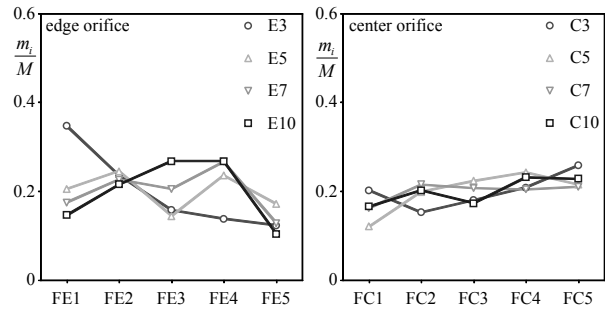 0.6
edge orifice
E3
E5
E7
E10
m_i
M
0.4
0.2
0
FE1 FE2 FE3 FE4 FE5
0.6
center orifice
C3
C5
C7
C10
m_i
M
0.4
0.2
0
FC1 FC2 FC3 FC4 FC5